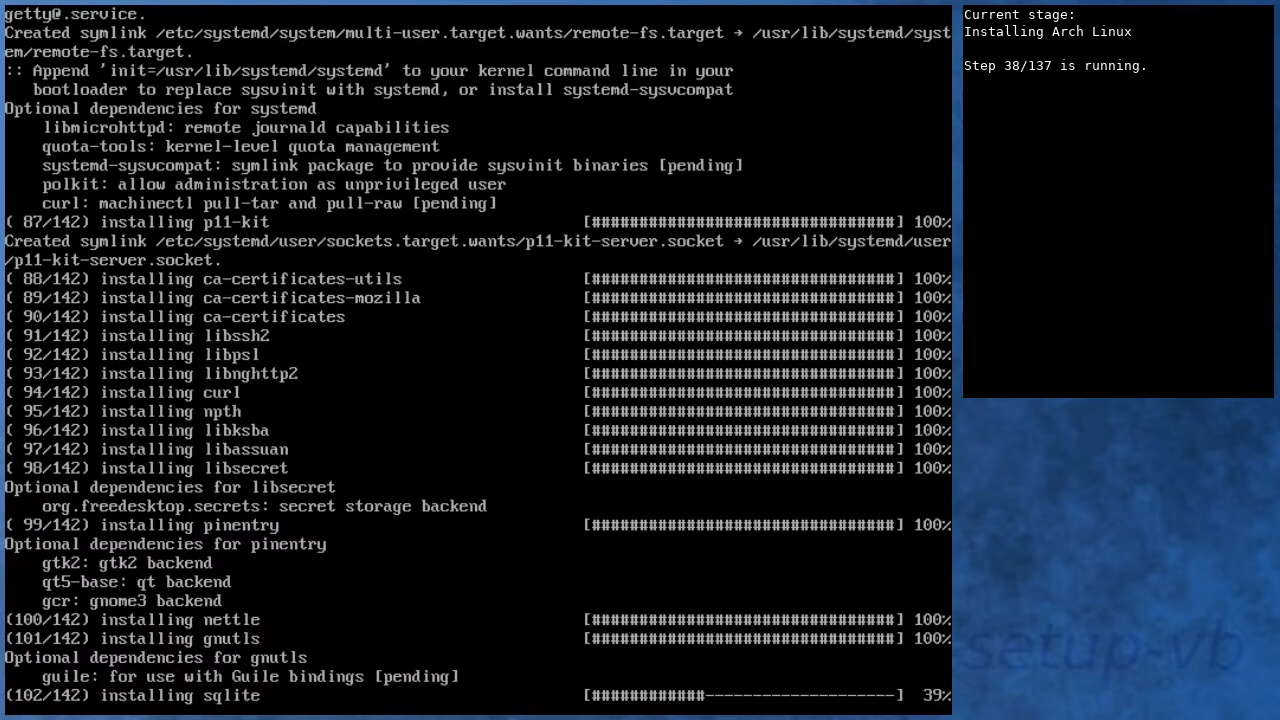 getty@.service.
Created symlink /etc/systemd/system/multi-user.target.wants/remote-fs.target → /usr/lib/systemd/syst
em/remote-fs.target.
:: Append 'init=/usr/lib/systemd/systemd' to your kernel command line in your
   bootloader to replace sysvinit with systemd, or install systemd-sysvcompat
Optional dependencies for systemd
    libmicrohttpd: remote journald capabilities
    quota-tools: kernel-level quota management
    systemd-sysvcompat: symlink package to provide sysvinit binaries [pending]
    polkit: allow administration as unprivileged user
    curl: machinectl pull-tar and pull-raw [pending]
( 87/142) installing p11-kit [################################] 100%
Created symlink /etc/systemd/user/sockets.target.wants/p11-kit-server.socket → /usr/lib/systemd/user
/p11-kit-server.socket.
( 88/142) installing ca-certificates-utils [################################] 100%
( 89/142) installing ca-certificates-mozilla [################################] 100%
( 90/142) installing ca-certificates [################################] 100%
( 91/142) installing libssh2 [################################] 100%
( 92/142) installing libpsl [################################] 100%
( 93/142) installing libnghttp2 [################################] 100%
( 94/142) installing curl [################################] 100%
( 95/142) installing npth [################################] 100%
( 96/142) installing libksba [################################] 100%
( 97/142) installing libassuan [################################] 100%
( 98/142) installing libsecret [################################] 100%
Optional dependencies for libsecret
    org.freedesktop.secrets: secret storage backend
( 99/142) installing pinentry [################################] 100%
Optional dependencies for pinentry
    gtk2: gtk2 backend
    qt5-base: qt backend
    gcr: gnome3 backend
(100/142) installing nettle [################################] 100%
(101/142) installing gnutls [################################] 100%
Optional dependencies for gnutls
    guile: for use with Guile bindings [pending]
(102/142) installing sqlite [############--------------------] 39%
Current stage:
Installing Arch Linux
Step 38/137 is running.
setup-vb